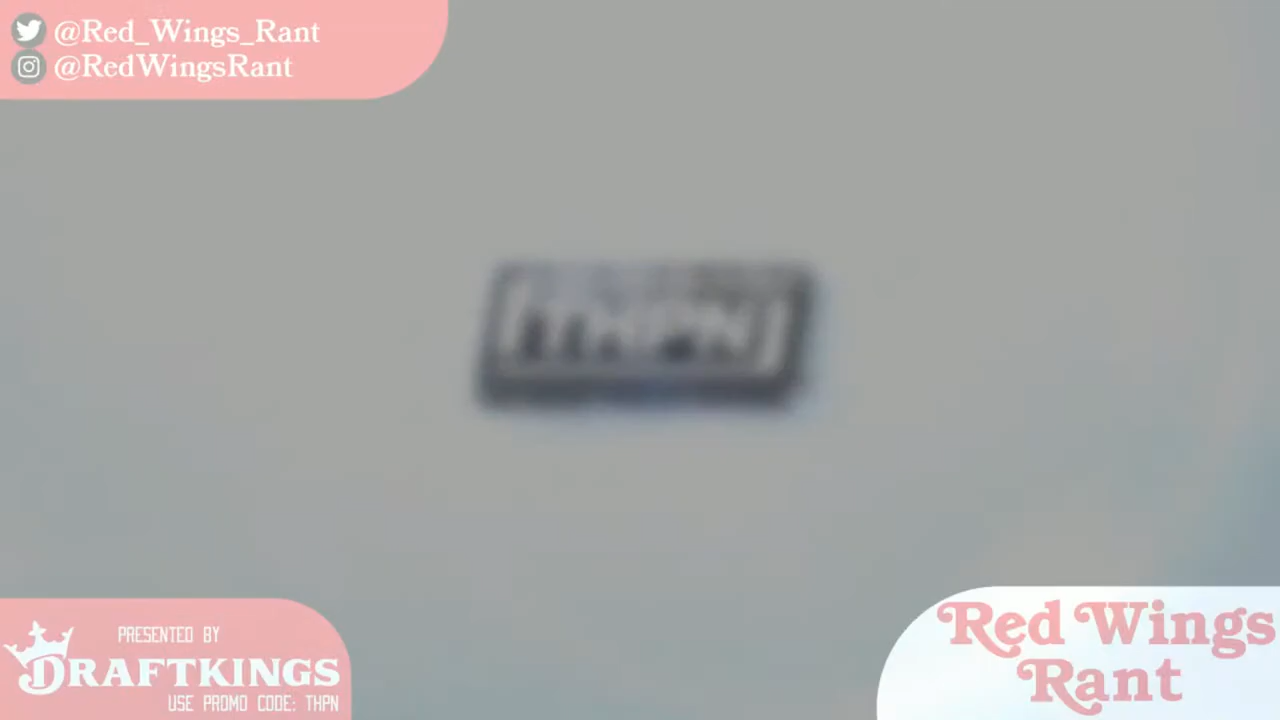 @Red_Wings_Rant
@RedWingsRant
[THPN]
PRESENTED BY
DRAFTKINGS
USE PROMO CODE: THPN
Red Wings
Rant